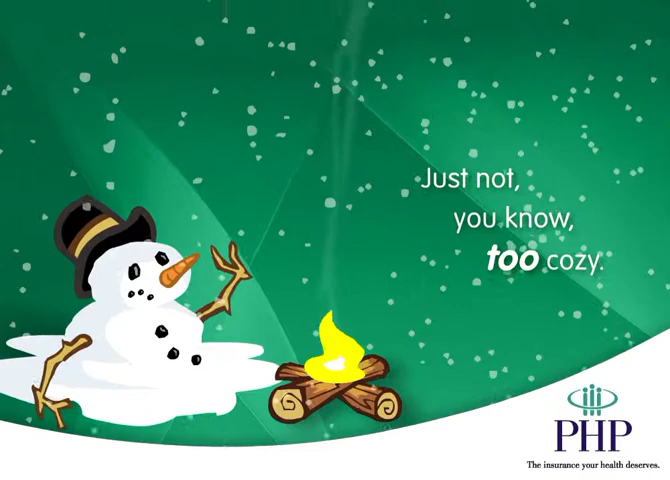 Just not,
you know,
too cozy.
PHP
The insurance your health deserves.